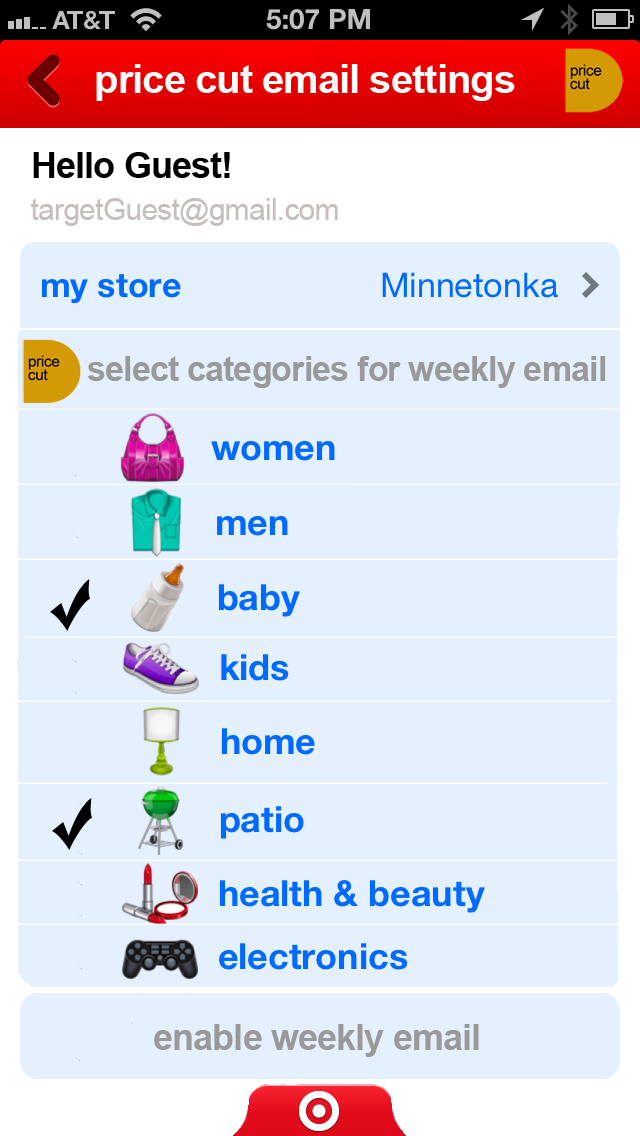 AT&T 5:07 PM
price cut email settings
price
cut
Hello Guest!
targetGuest@gmail.com
my store Minnetonka
price
cut
select categories for weekly email
women
men
baby
kids
home
patio
health & beauty
electronics
enable weekly email